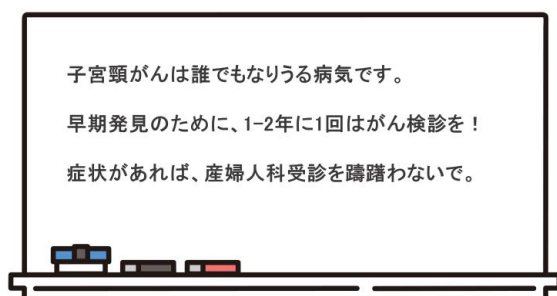 子宮頸がんは誰でもなりうる病気です。
早期発見のために、1-2年に1回はがん検診を！
症状があれば、産婦人科受診を躊躇わないで。